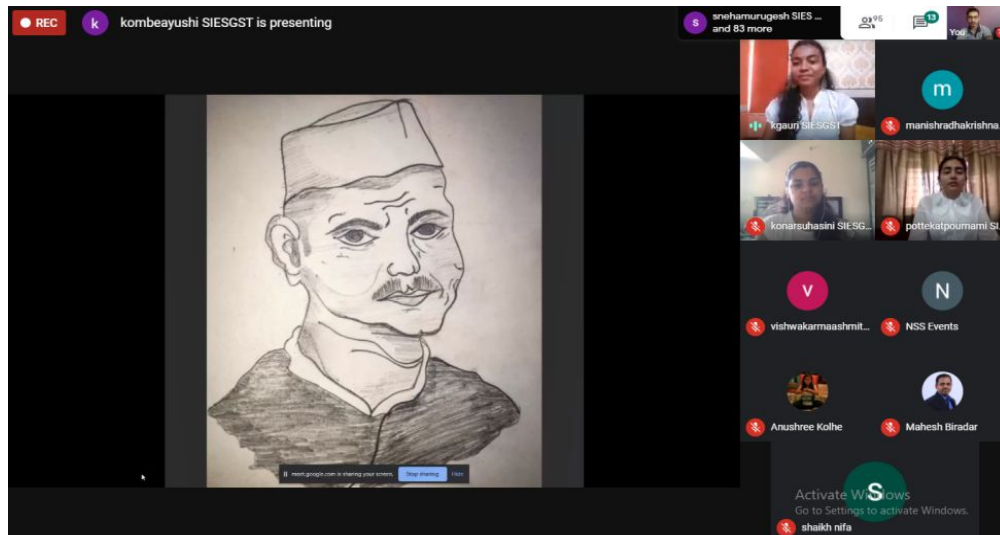 REC
k
kombeayushi SIESGST is presenting
s
snehamurugesh SIES ...
and 83 more
95
13
You
kgauri SIESGST
m
manishradhakrishna
konarsuhasini SIESG...
pottekatpournami SI
V
vishwakarmaashmit...
N
NSS Events
Anushree Kolhe
Mahesh Biradar
meet.google.com is sharing your screen.
Stop sharing
Hide
S
Activate Windows
Go to Settings to activate Windows.
shaikh nifa